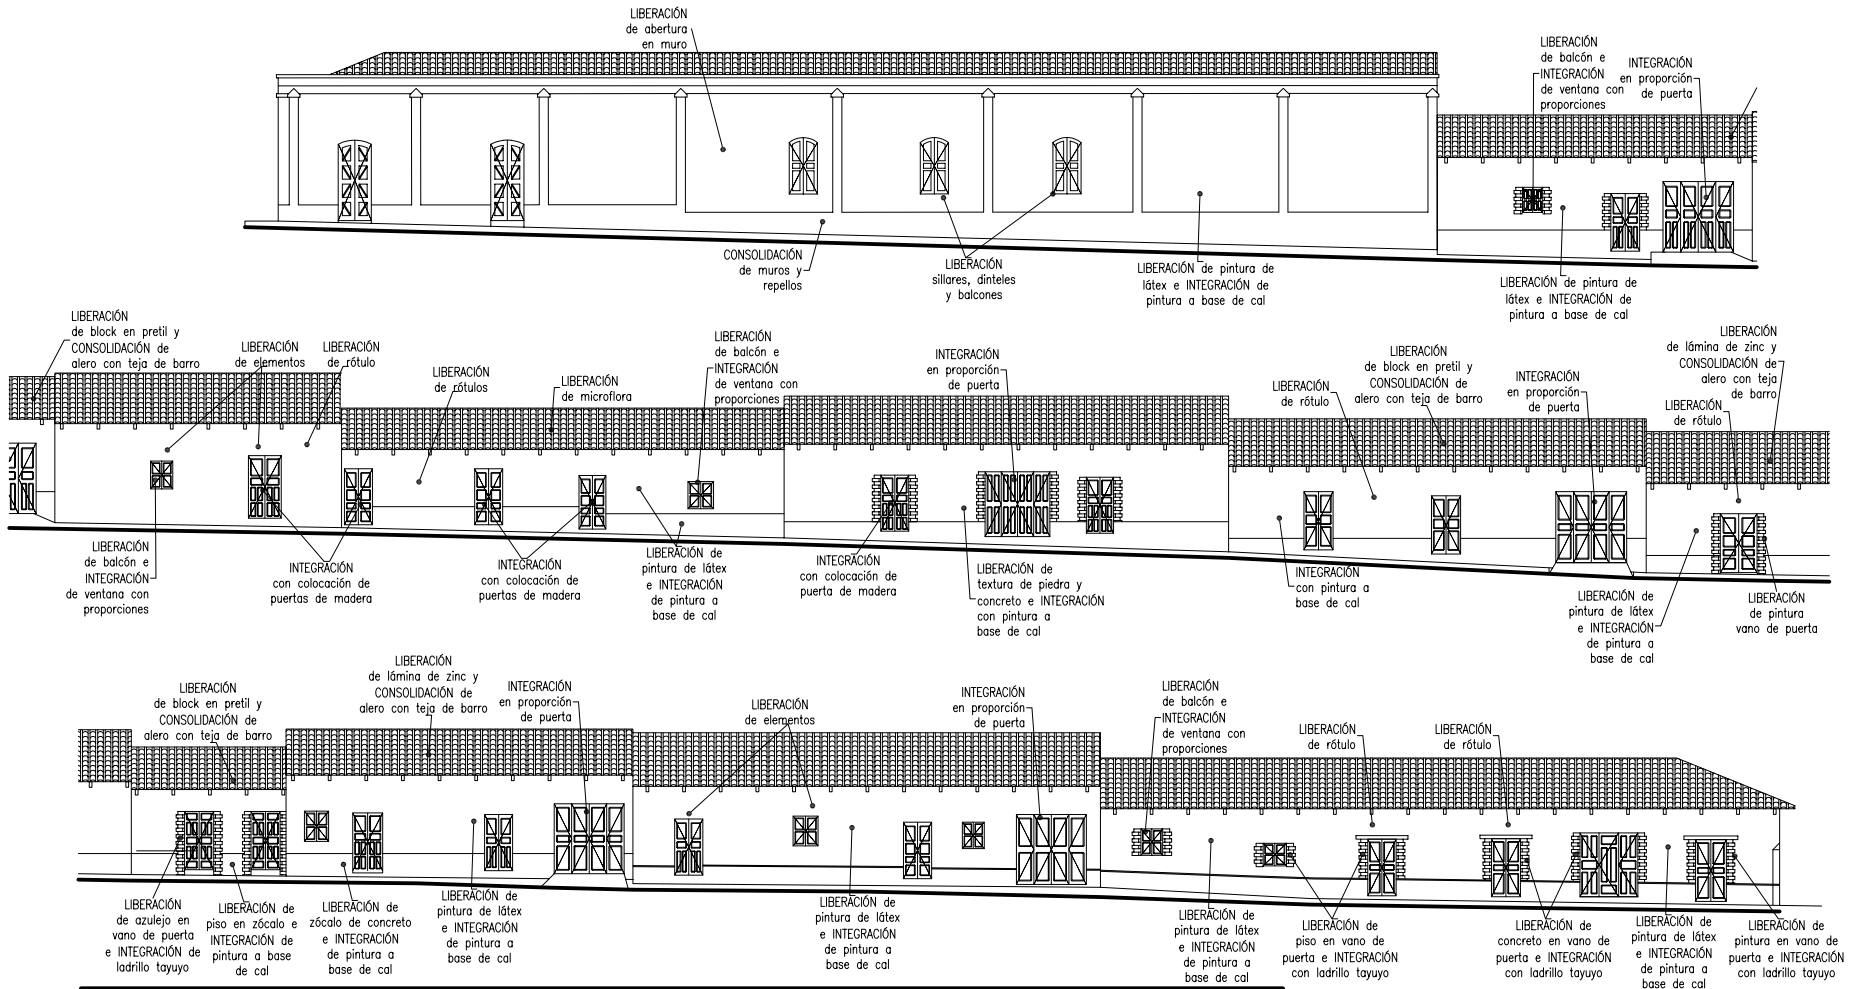 LIBERACIÓN
de abertura
en muro
LIBERACIÓN
de balcón e
INTEGRACIÓN
de ventana con
proporciones
INTEGRACIÓN
en proporción
de puerta
CONSOLIDACIÓN
de muros y
repellos
LIBERACIÓN
sillares, dinteles
y balcones
LIBERACIÓN de pintura de
látex e INTEGRACIÓN de
pintura a base de cal
LIBERACIÓN de pintura de
látex e INTEGRACIÓN de
pintura a base de cal
LIBERACIÓN
de block en pretil y
CONSOLIDACIÓN de
alero con teja de barro
LIBERACIÓN
de elementos
LIBERACIÓN
de rótulo
LIBERACIÓN
de rótulos
LIBERACIÓN
de microflora
LIBERACIÓN
de balcón e
INTEGRACIÓN
de ventana con
proporciones
INTEGRACIÓN
en proporción
de puerta
LIBERACIÓN
de rótulo
LIBERACIÓN
de block en pretil y
CONSOLIDACIÓN de
alero con teja de barro
INTEGRACIÓN
en proporción
de puerta
LIBERACIÓN
de lámina de zinc y
CONSOLIDACIÓN de
alero con teja
de barro
LIBERACIÓN
de rótulo
LIBERACIÓN
de balcón e
INTEGRACIÓN
de ventana con
proporciones
INTEGRACIÓN
con colocación de
puertas de madera
INTEGRACIÓN
con colocación de
puertas de madera
LIBERACIÓN de
pintura de látex
e INTEGRACIÓN
de pintura a
base de cal
INTEGRACIÓN
con colocación de
puerta de madera
LIBERACIÓN de
textura de piedra y
concreto e INTEGRACIÓN
con pintura a
base de cal
INTEGRACIÓN
con pintura a
base de cal
LIBERACIÓN de
pintura de látex
e INTEGRACIÓN
de pintura a
base de cal
LIBERACIÓN
de pintura
vano de puerta
LIBERACIÓN
de block en pretil y
CONSOLIDACIÓN de
alero con teja de barro
LIBERACIÓN
de lámina de zinc y
CONSOLIDACIÓN de
alero con teja de barro
INTEGRACIÓN
en proporción
de puerta
LIBERACIÓN
de elementos
INTEGRACIÓN
en proporción
de puerta
LIBERACIÓN
de balcón e
INTEGRACIÓN
de ventana con
proporciones
LIBERACIÓN
de rótulo
LIBERACIÓN
de rótulo
LIBERACIÓN
de azulejo en
vano de puerta
e INTEGRACIÓN de
ladrillo tayuyo
LIBERACIÓN de
piso en zócalo e
INTEGRACIÓN de
pintura a base
de cal
LIBERACIÓN de
zócalo de concreto
e INTEGRACIÓN
de pintura a
base de cal
LIBERACIÓN de
pintura de látex
e INTEGRACIÓN
de pintura a
base de cal
LIBERACIÓN de
pintura de látex
e INTEGRACIÓN
de pintura a
base de cal
LIBERACIÓN de
pintura de látex
e INTEGRACIÓN
de pintura a
base de cal
LIBERACIÓN de
piso en vano de
puerta e INTEGRACIÓN
con ladrillo tayuyo
LIBERACIÓN de
concreto en vano de
puerta e INTEGRACIÓN
con ladrillo tayuyo
LIBERACIÓN de
pintura de látex
e INTEGRACIÓN
de pintura a
base de cal
LIBERACIÓN de
pintura en vano de
puerta e INTEGRACIÓN
con ladrillo tayuyo